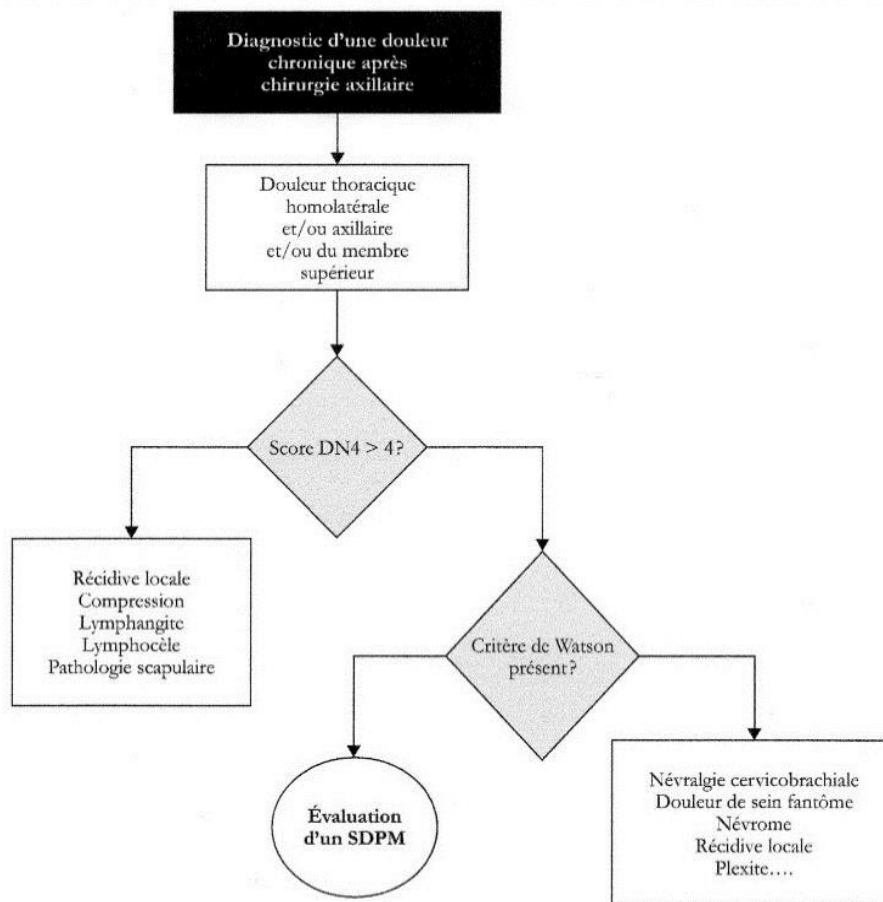 Diagnostic d'une douleur
chronique après
chirurgie axillaire
Douleur thoracique
homolatérale
et/ou axillaire
et/ou du membre
supérieur
Score DN4 > 4?
Récidive locale
Compression
Lymphangite
Lymphocèle
Pathologie scapulaire
Critère de Watson
présent?
Évaluation
d'un SDPM
Névralgie cervicobrachiale
Douleur de sein fantôme
Névrome
Récidive locale
Plexite....